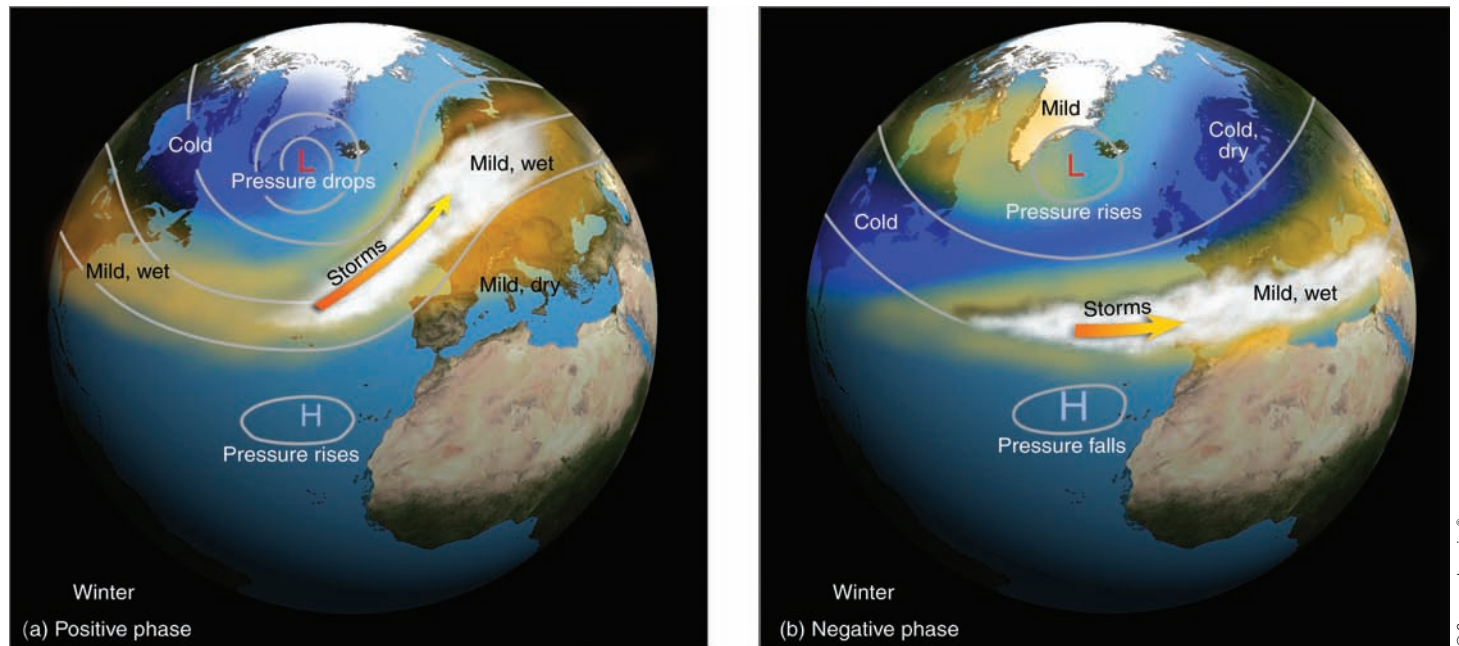 Cold
L
Pressure drops
Mild, wet
Mild, wet
Storms
Mild, dry
H
Pressure rises
Winter
(a) Positive phase
Mild
Cold,
dry
L
Pressure rises
Cold
Storms
Mild, wet
H
Pressure falls
Winter
(b) Negative phase